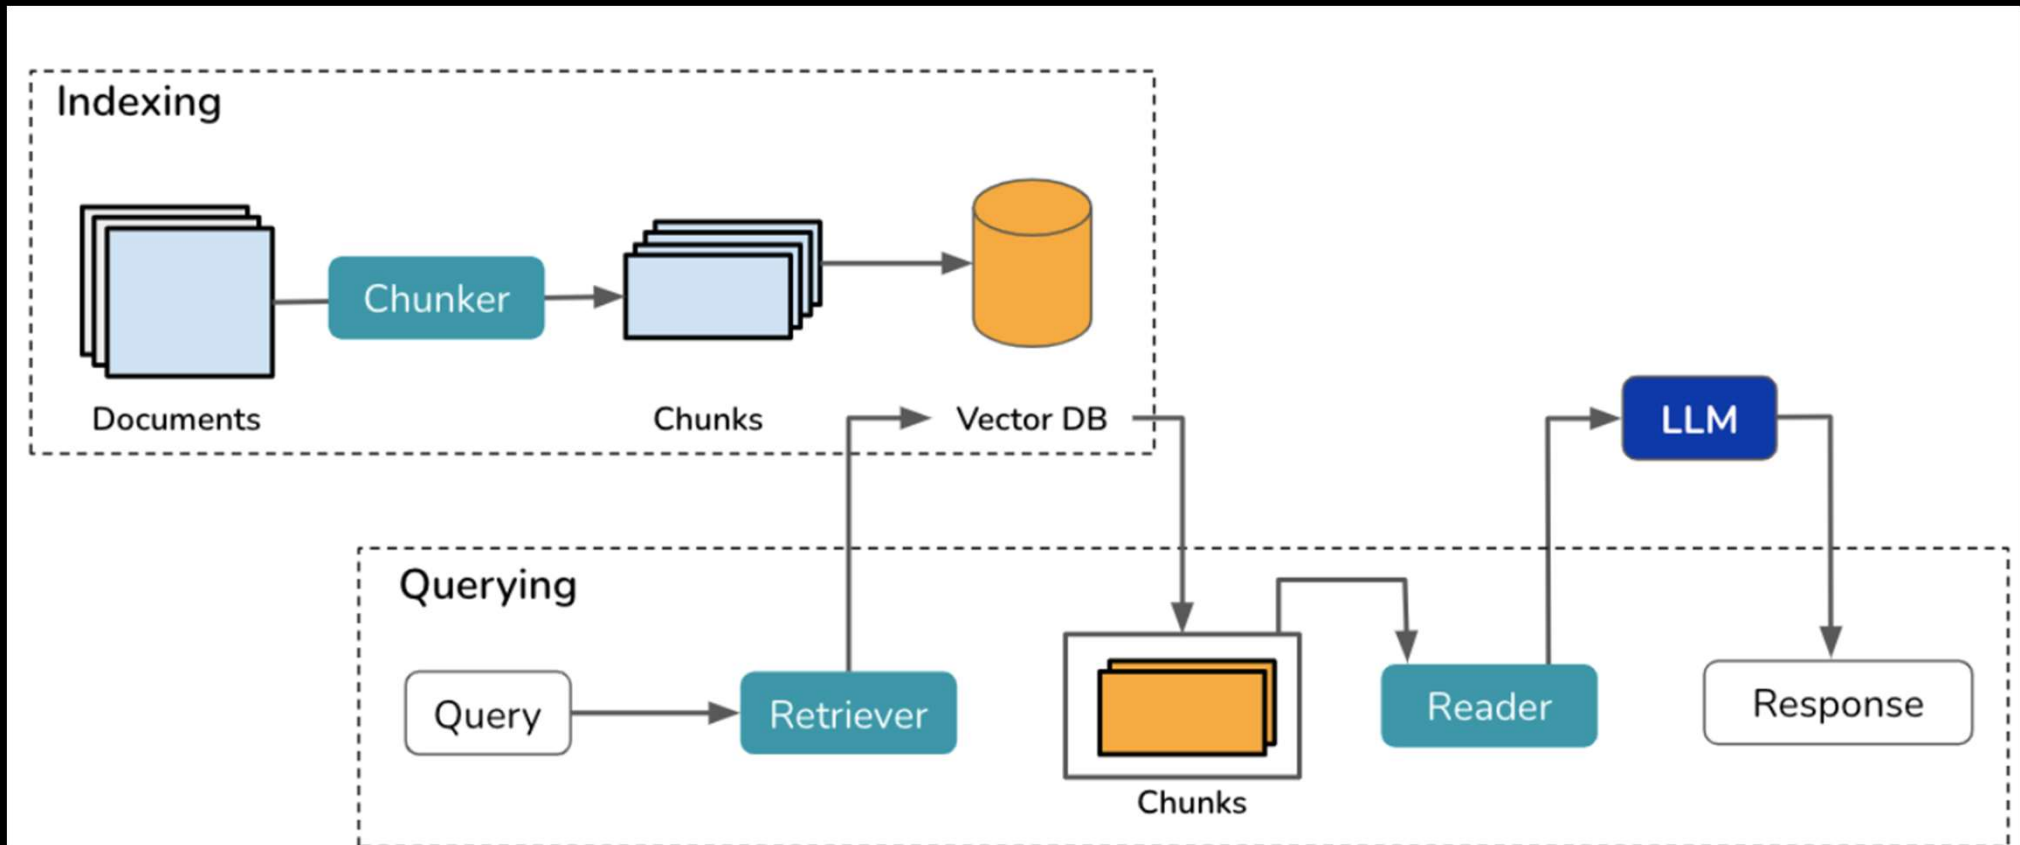 Indexing
Chunker
Documents
Chunks
Vector DB
LLM
Querying
Query
Retriever
Chunks
Reader
Response